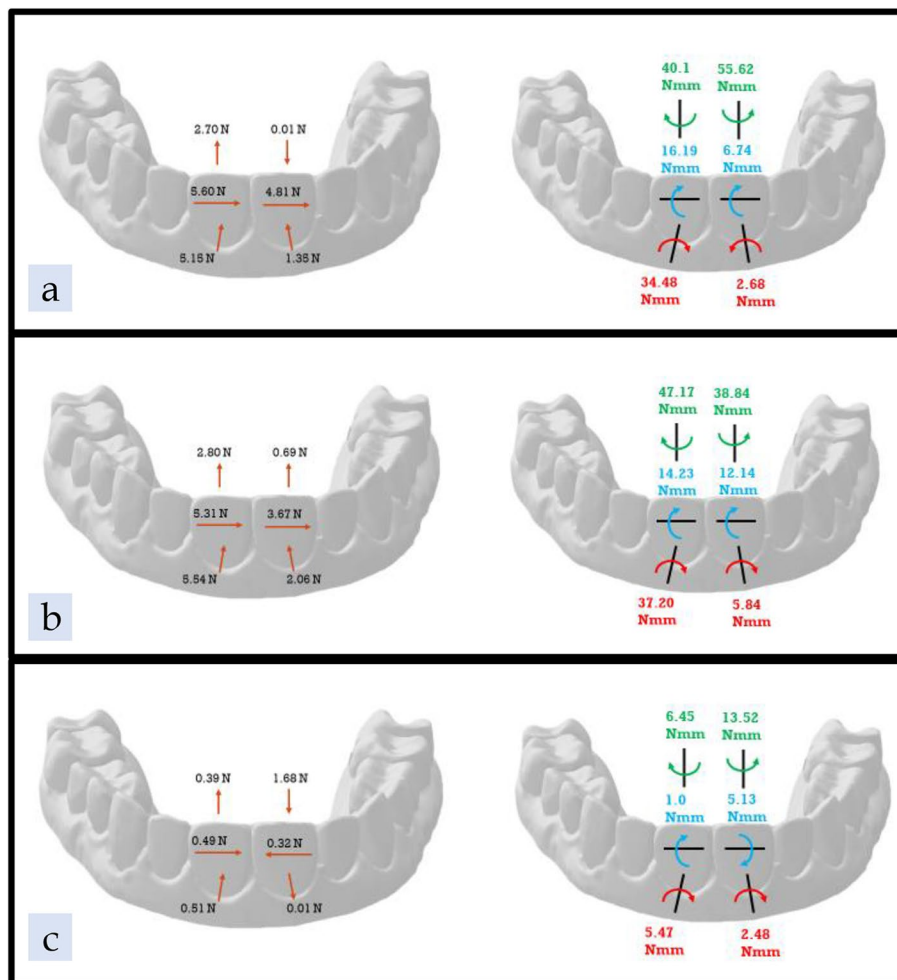 2.70 N
0.01 N
5.60 N
4.81 N
5.15 N
1.35 N
40.1
Nmm
55.62
Nmm
16.19
Nmm
6.74
Nmm
34.48
Nmm
2.68
Nmm
a
2.80 N
0.69 N
5.31 N
3.67 N
5.54 N
2.06 N
47.17
Nmm
38.84
Nmm
14.23
Nmm
12.14
Nmm
37.20
Nmm
5.84
Nmm
b
0.39 N
1.68 N
0.49 N
0.32 N
0.51 N
0.01 N
6.45
Nmm
13.52
Nmm
1.0
Nmm
5.13
Nmm
5.47
Nmm
2.48
Nmm
c